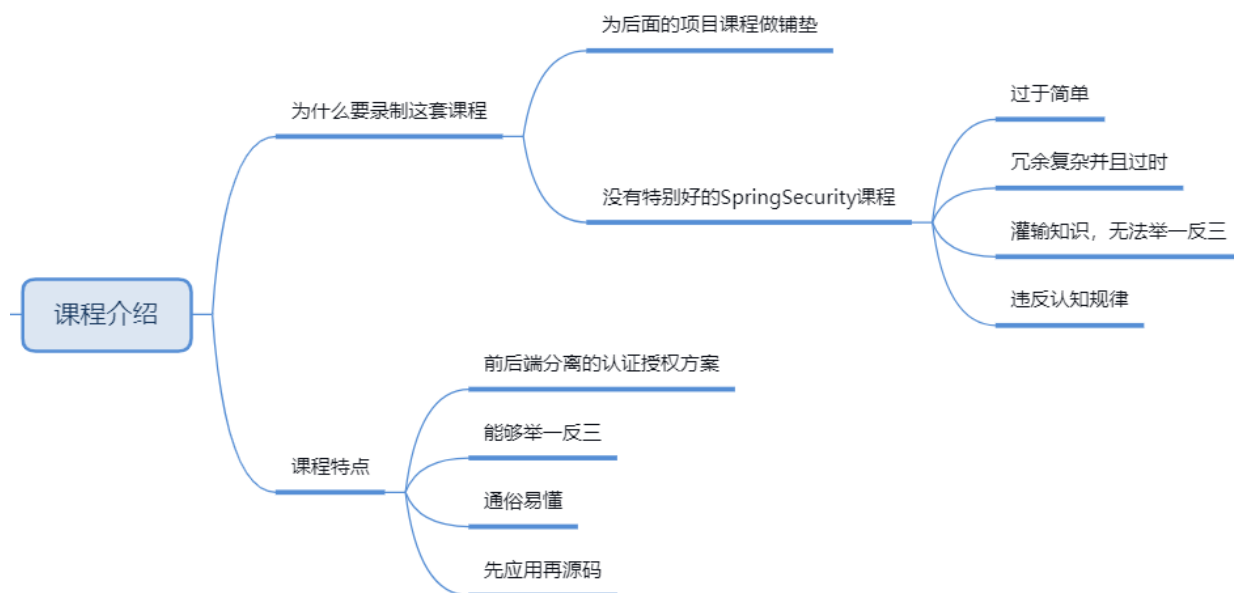 课程介绍
为什么要录制这套课程
为后面的项目课程做铺垫
没有特别好的SpringSecurity课程
过于简单
冗余复杂并且过时
灌输知识，无法举一反三
违反认知规律
课程特点
前后端分离的认证授权方案
能够举一反三
通俗易懂
先应用再源码